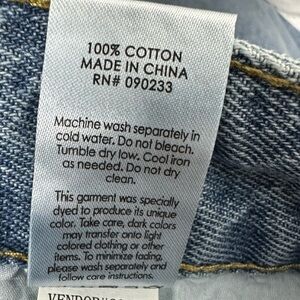 100% COTTON
MADE IN CHINA
RN# 090233
Machine wash separately in
cold water. Do not bleach.
Tumble dry low. Cool iron
as needed. Do not dry
clean.
This garment was specially
dyed to produce its unique
color. Take care, dark colors
may transfer onto light
colored clothing or other
items. To minimize fading,
please wash separately and
follow care instructions.